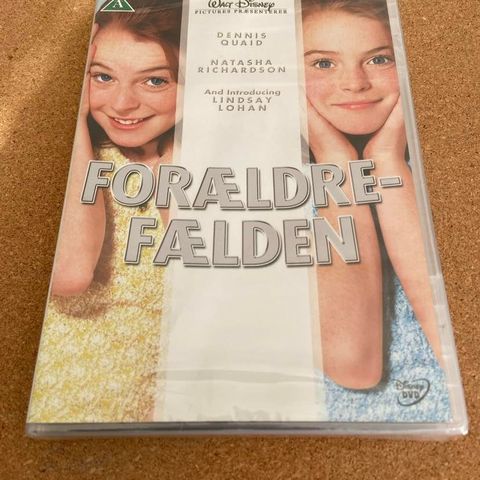 A
Walt Disney
PICTURES PRÆSENTERER
DENNIS
QUAID
NATASHA
RICHARDSON
And Introducing
LINDSAY
LOHAN
FORÆLDRE-
FÆLDEN
Disney
DVD